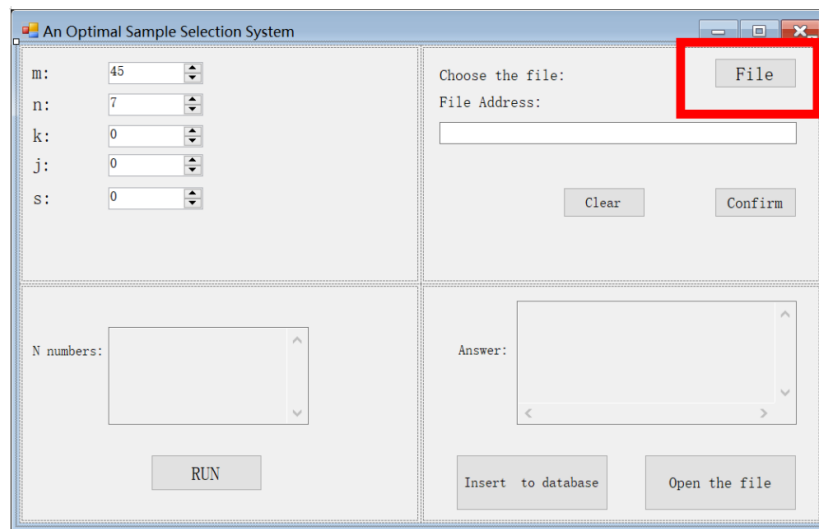 An Optimal Sample Selection System
m: 45
n: 7
k: 0
j: 0
s: 0
Choose the file: File
File Address:
Clear Confirm
N numbers:
RUN
Answer:
Insert to database Open the file